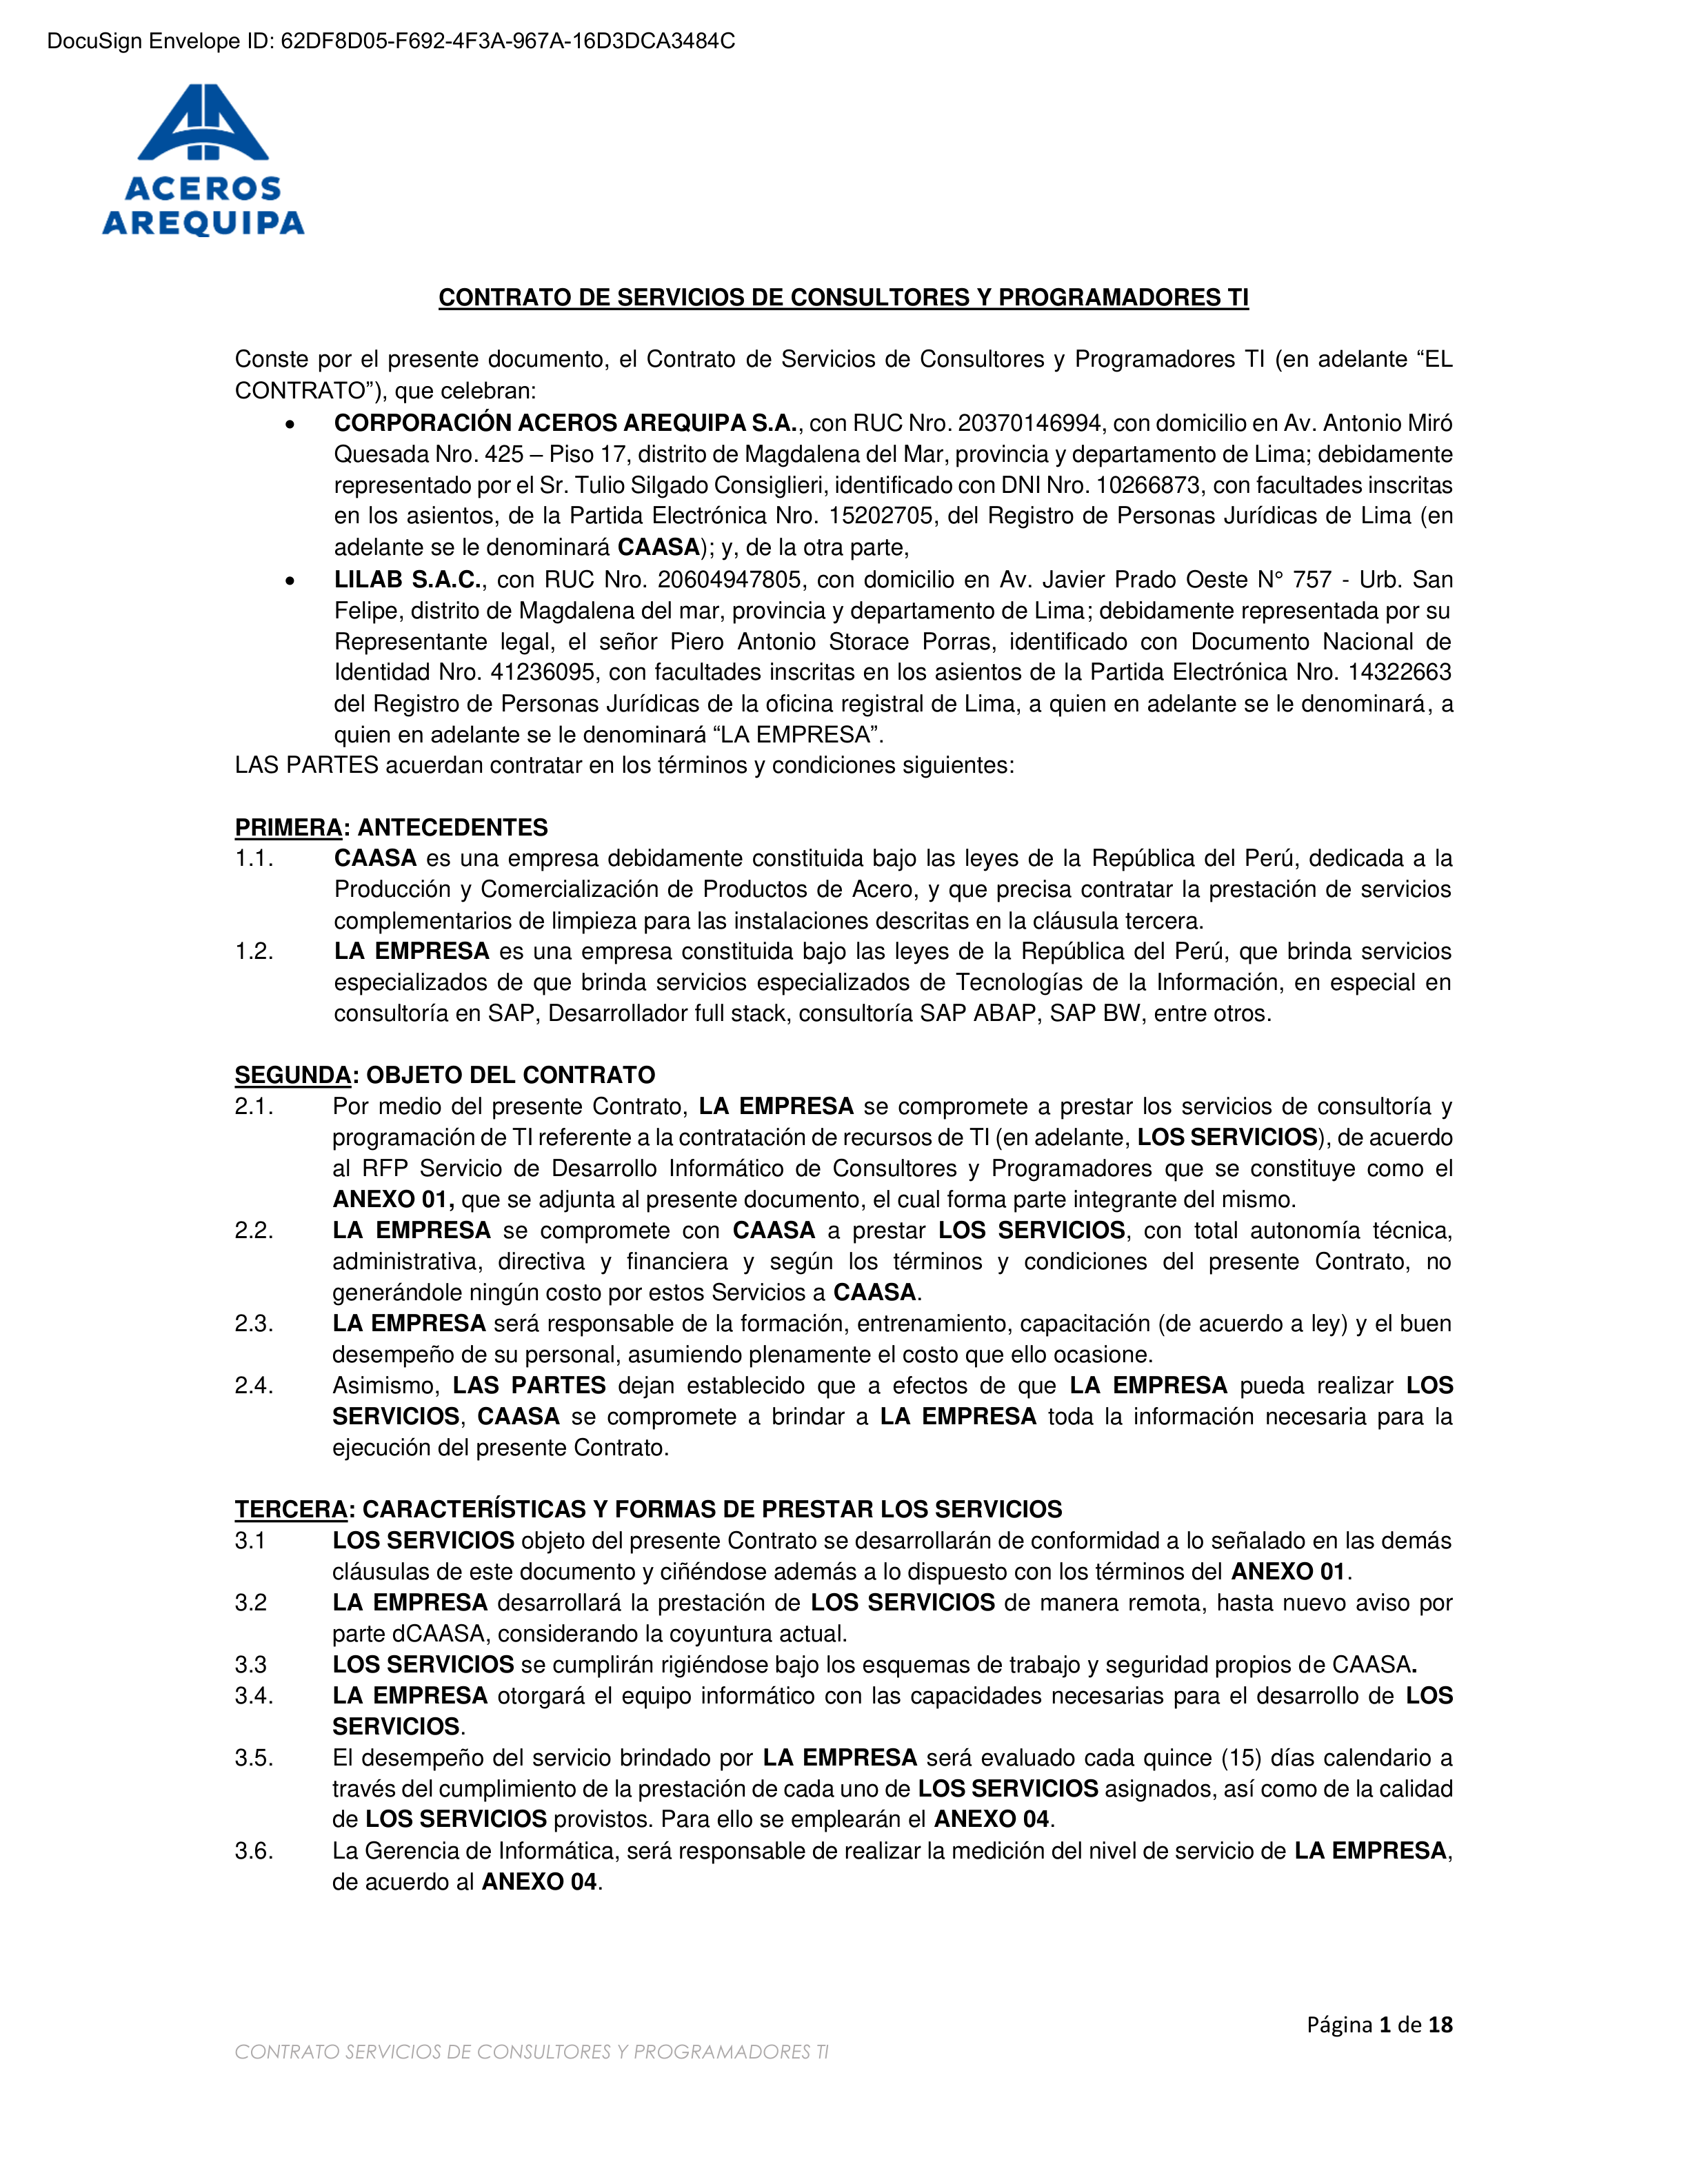 DocuSign Envelope ID: 62DF8D05-F692-4F3A-967A-16D3DCA3484C
ACEROS
AREQUIPA
CONTRATO DE SERVICIOS DE CONSULTORES Y PROGRAMADORES TI
Conste por el presente documento, el Contrato de Servicios de Consultores y Programadores TI (en adelante “EL
CONTRATO”), que celebran:
• CORPORACIÓN ACEROS AREQUIPA S.A., con RUC Nro. 20370146994, con domicilio en Av. Antonio Miró
Quesada Nro. 425 – Piso 17, distrito de Magdalena del Mar, provincia y departamento de Lima; debidamente
representado por el Sr. Tulio Silgado Consiglieri, identificado con DNI Nro. 10266873, con facultades inscritas
en los asientos, de la Partida Electrónica Nro. 15202705, del Registro de Personas Jurídicas de Lima (en
adelante se le denominará CAASA); y, de la otra parte,
• LILAB S.A.C., con RUC Nro. 20604947805, con domicilio en Av. Javier Prado Oeste N° 757 - Urb. San
Felipe, distrito de Magdalena del mar, provincia y departamento de Lima; debidamente representada por su
Representante legal, el señor Piero Antonio Storace Porras, identificado con Documento Nacional de
Identidad Nro. 41236095, con facultades inscritas en los asientos de la Partida Electrónica Nro. 14322663
del Registro de Personas Jurídicas de la oficina registral de Lima, a quien en adelante se le denominará, a
quien en adelante se le denominará “LA EMPRESA”.
LAS PARTES acuerdan contratar en los términos y condiciones siguientes:
PRIMERA: ANTECEDENTES
1.1. CAASA es una empresa debidamente constituida bajo las leyes de la República del Perú, dedicada a la
Producción y Comercialización de Productos de Acero, y que precisa contratar la prestación de servicios
complementarios de limpieza para las instalaciones descritas en la cláusula tercera.
1.2. LA EMPRESA es una empresa constituida bajo las leyes de la República del Perú, que brinda servicios
especializados de que brinda servicios especializados de Tecnologías de la Información, en especial en
consultoría en SAP, Desarrollador full stack, consultoría SAP ABAP, SAP BW, entre otros.
SEGUNDA: OBJETO DEL CONTRATO
2.1. Por medio del presente Contrato, LA EMPRESA se compromete a prestar los servicios de consultoría y
programación de TI referente a la contratación de recursos de TI (en adelante, LOS SERVICIOS), de acuerdo
al RFP Servicio de Desarrollo Informático de Consultores y Programadores que se constituye como el
ANEXO 01, que se adjunta al presente documento, el cual forma parte integrante del mismo.
2.2. LA EMPRESA se compromete con CAASA a prestar LOS SERVICIOS, con total autonomía técnica,
administrativa, directiva y financiera y según los términos y condiciones del presente Contrato, no
generándole ningún costo por estos Servicios a CAASA.
2.3. LA EMPRESA será responsable de la formación, entrenamiento, capacitación (de acuerdo a ley) y el buen
desempeño de su personal, asumiendo plenamente el costo que ello ocasione.
2.4. Asimismo, LAS PARTES dejan establecido que a efectos de que LA EMPRESA pueda realizar LOS
SERVICIOS, CAASA se compromete a brindar a LA EMPRESA toda la información necesaria para la
ejecución del presente Contrato.
TERCERA: CARACTERÍSTICAS Y FORMAS DE PRESTAR LOS SERVICIOS
3.1 LOS SERVICIOS objeto del presente Contrato se desarrollarán de conformidad a lo señalado en las demás
cláusulas de este documento y ciñéndose además a lo dispuesto con los términos del ANEXO 01.
3.2 LA EMPRESA desarrollará la prestación de LOS SERVICIOS de manera remota, hasta nuevo aviso por
parte dCAASA, considerando la coyuntura actual.
3.3 LOS SERVICIOS se cumplirán rigiéndose bajo los esquemas de trabajo y seguridad propios de CAASA.
3.4. LA EMPRESA otorgará el equipo informático con las capacidades necesarias para el desarrollo de LOS
SERVICIOS.
3.5. El desempeño del servicio brindado por LA EMPRESA será evaluado cada quince (15) días calendario a
través del cumplimiento de la prestación de cada uno de LOS SERVICIOS asignados, así como de la calidad
de LOS SERVICIOS provistos. Para ello se emplearán el ANEXO 04.
3.6. La Gerencia de Informática, será responsable de realizar la medición del nivel de servicio de LA EMPRESA,
de acuerdo al ANEXO 04.
Página 1 de 18
CONTRATO SERVICIOS DE CONSULTORES Y PROGRAMADORES TI